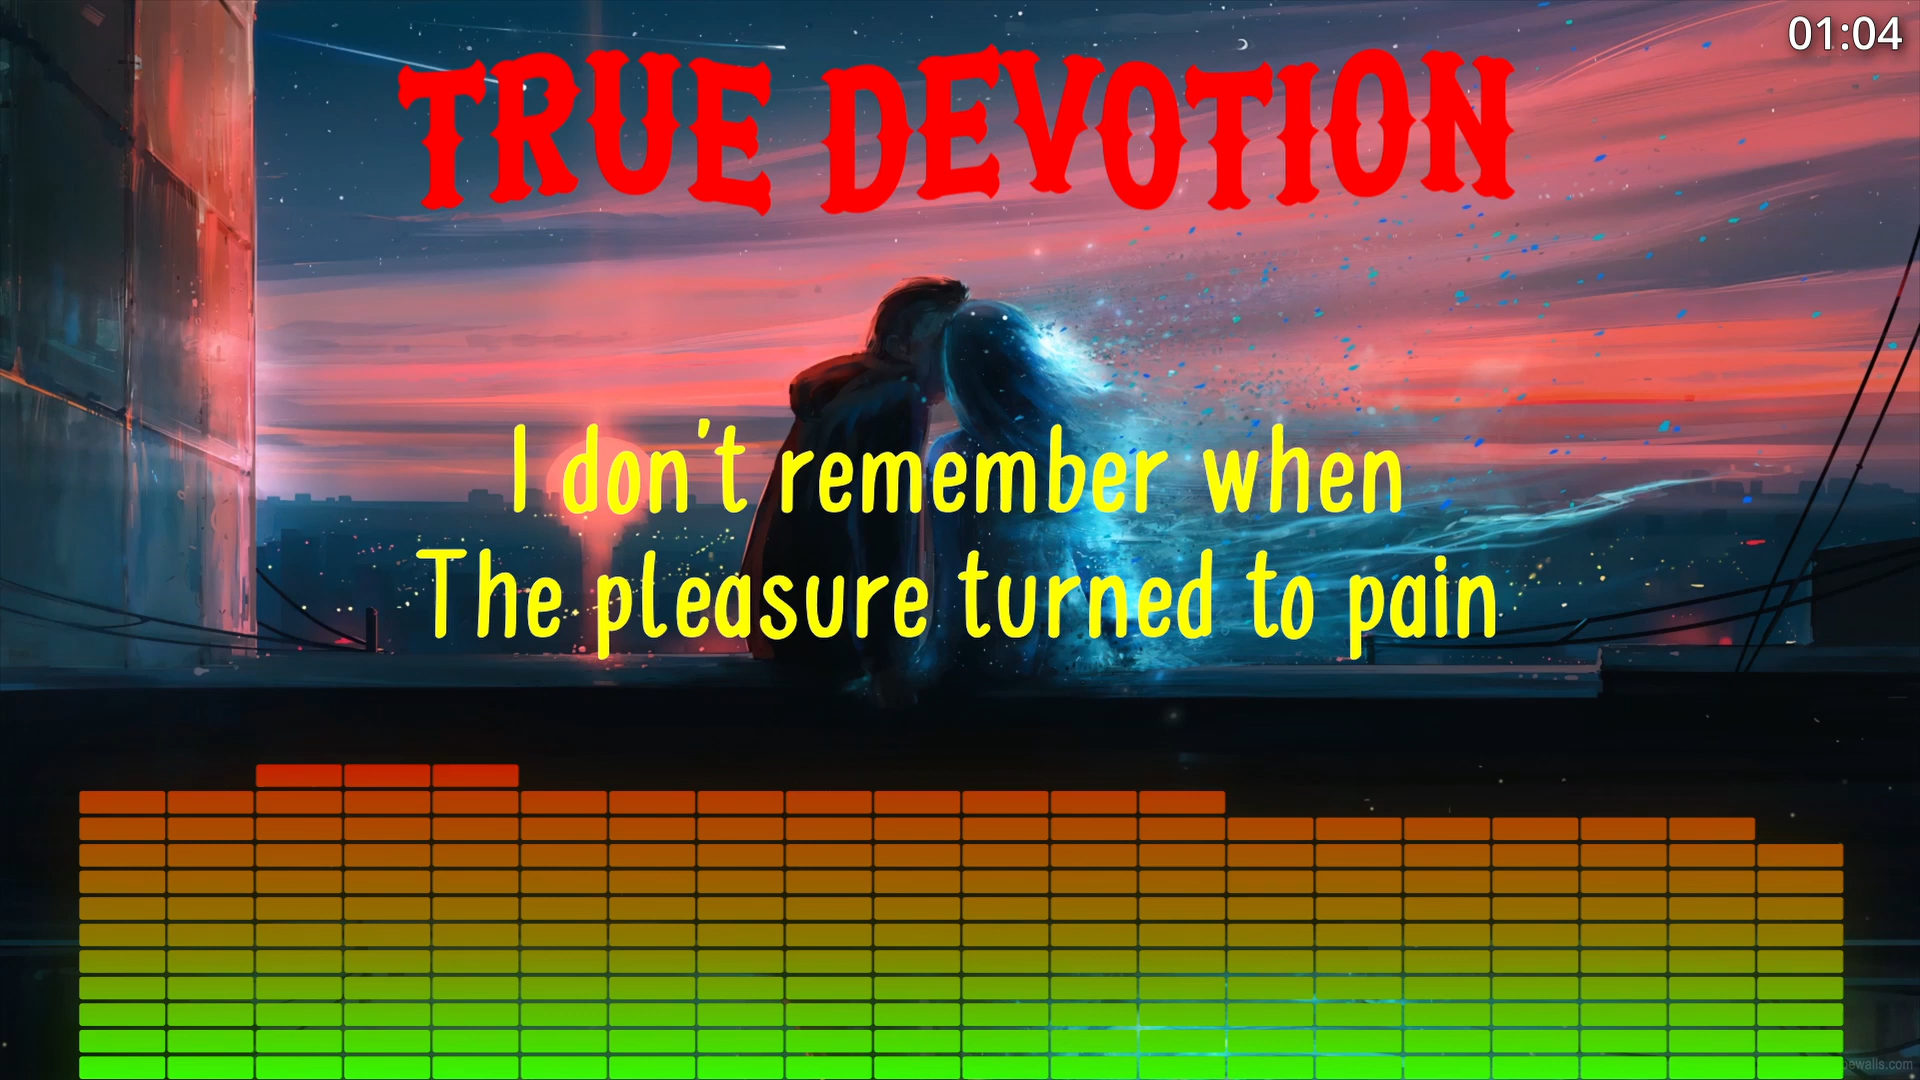 01:04
TRUE DEVOTION
I don't remember when
The pleasure turned to pain